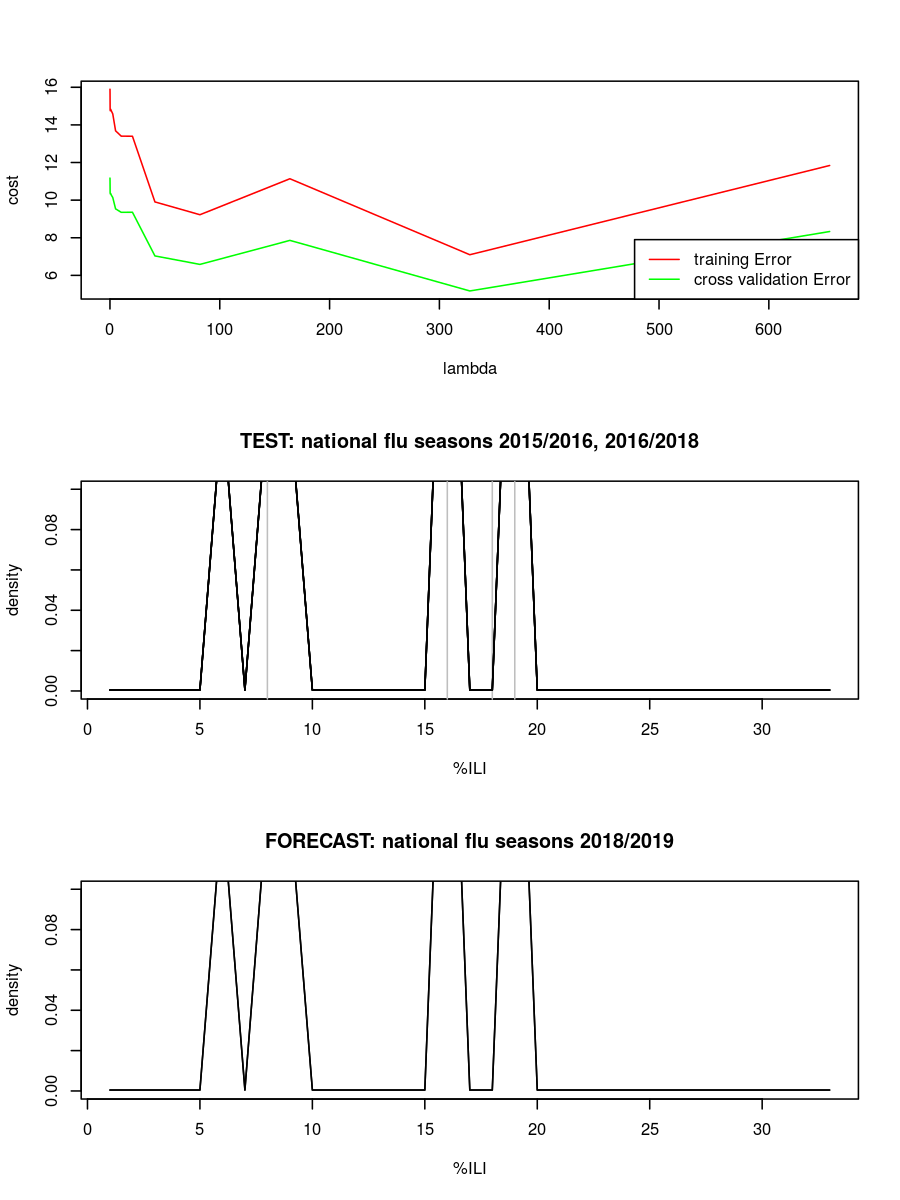 16
14
12
10
8
6
cost
training Error
cross validation Error
0 100 200 300 400 500 600
lambda
TEST: national flu seasons 2015/2016, 2016/2018
0.08
0.04
0.00
density
0 5 10 15 20 25 30
%ILI
FORECAST: national flu seasons 2018/2019
0.08
0.04
0.00
density
0 5 10 15 20 25 30
%ILI